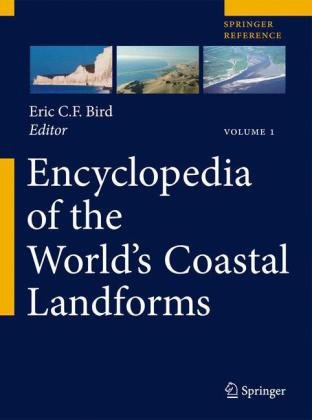 SPRINGER
REFERENCE
Eric C.F. Bird
Editor
VOLUME 1
Encyclopedia
of the
World's Coastal
Landforms
Springer